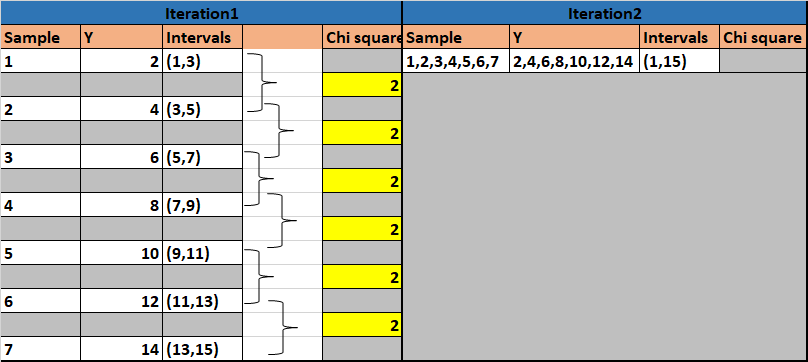 Iteration1 Iteration2
Sample Y Intervals Chi square Sample Y Intervals Chi square
1 2 (1,3) 1,2,3,4,5,6,7 2,4,6,8,10,12,14 (1,15)
2
2 4 (3,5)
2
3 6 (5,7)
2
4 8 (7,9)
2
5 10 (9,11)
2
6 12 (11,13)
2
7 14 (13,15)